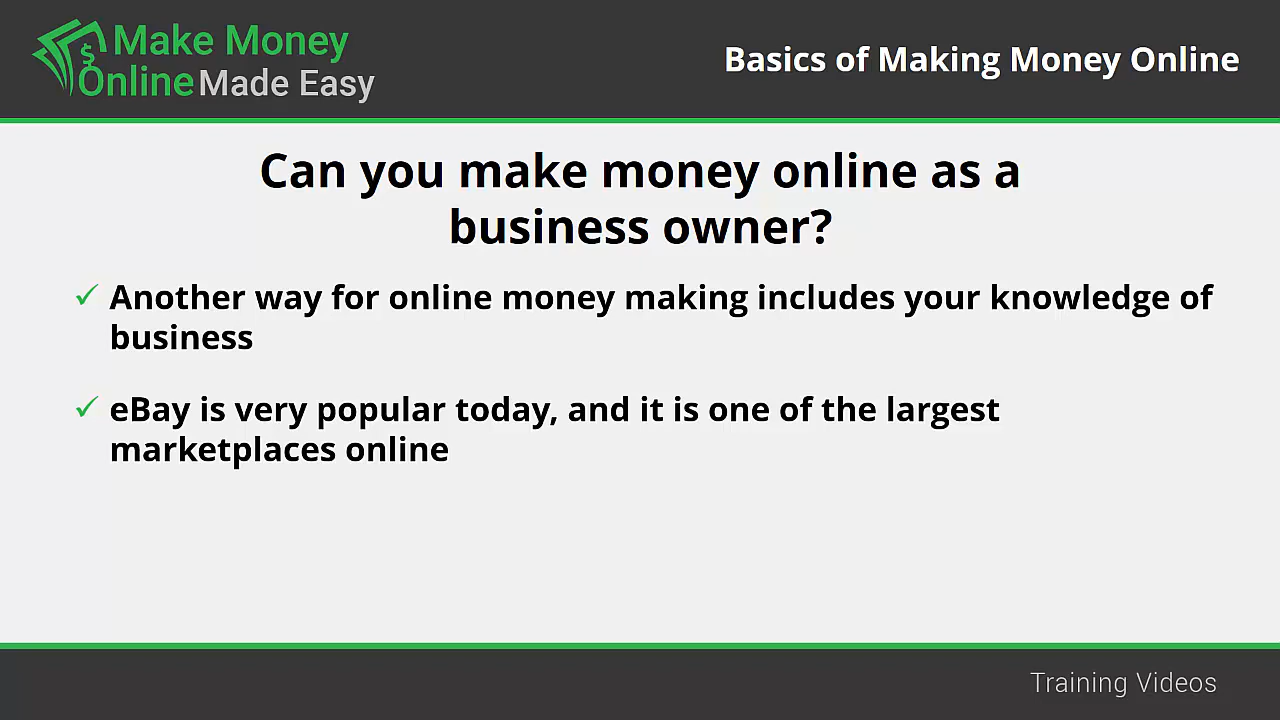 Make Money
Online Made Easy
Basics of Making Money Online
Can you make money online as a
business owner?
✓ Another way for online money making includes your knowledge of
business
✓ eBay is very popular today, and it is one of the largest
marketplaces online
Training Videos